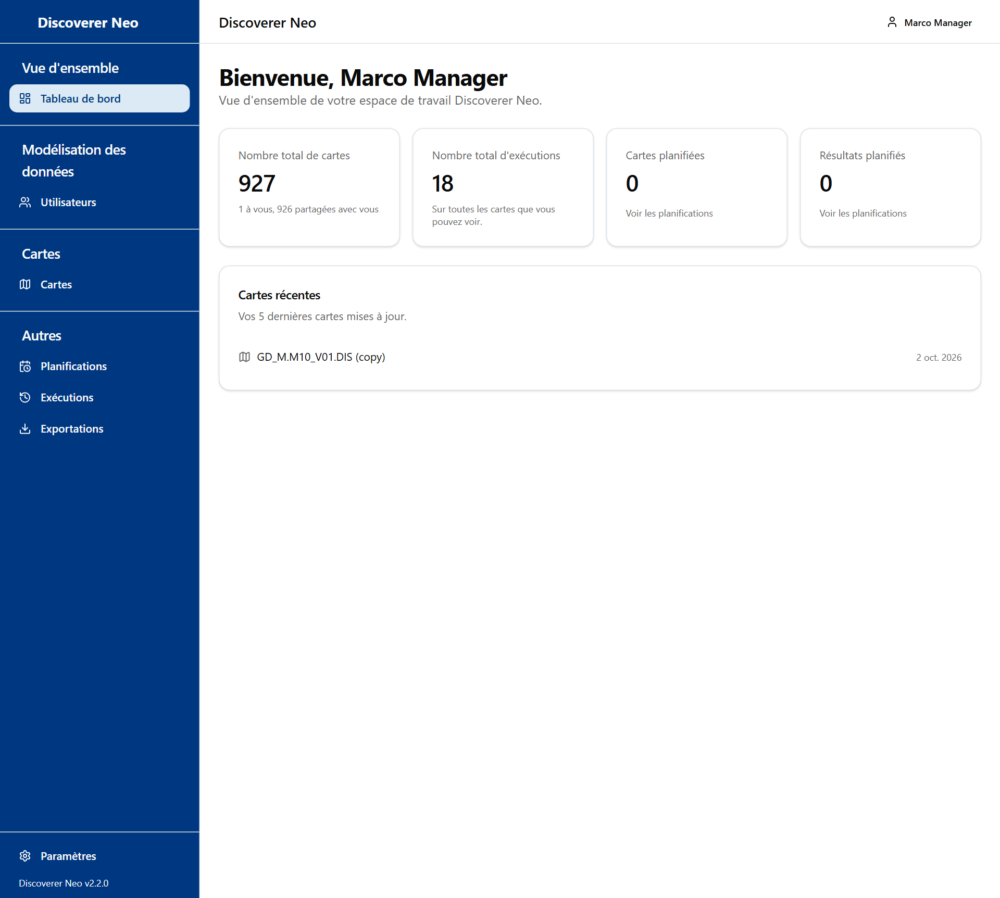 Discoverer Neo
Vue d'ensemble
Tableau de bord
Modélisation des
données
Utilisateurs
Cartes
Cartes
Autres
Planifications
Exécutions
Exportations
Paramètres
Discoverer Neo v2.2.0
Discoverer Neo
Marco Manager
Bienvenue, Marco Manager
Vue d'ensemble de votre espace de travail Discoverer Neo.
Nombre total de cartes
927
1 à vous, 926 partagées avec vous
Nombre total d'exécutions
18
Sur toutes les cartes que vous
pouvez voir.
Cartes planifiées
0
Voir les planifications
Résultats planifiés
0
Voir les planifications
Cartes récentes
Vos 5 dernières cartes mises à jour.
GD_M.M10_V01.DIS (copy)
2 oct. 2026